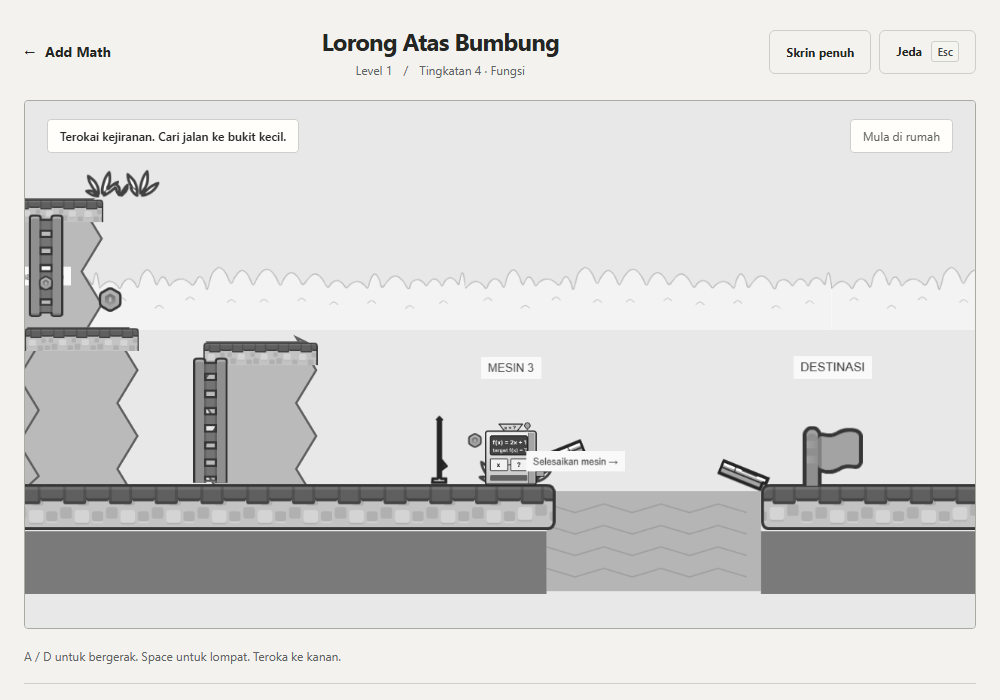 ← Add Math
Lorong Atas Bumbung
Level 1 / Tingkatan 4 · Fungsi
Skrin penuh
Jeda Esc
Terokai kejiranan. Cari jalan ke bukit kecil.
Mula di rumah
MESIN 3
DESTINASI
f(x) = 2x + 1
target f(x) =
x
?
Selesaikan mesin →
A / D untuk bergerak. Space untuk lompat. Teroka ke kanan.